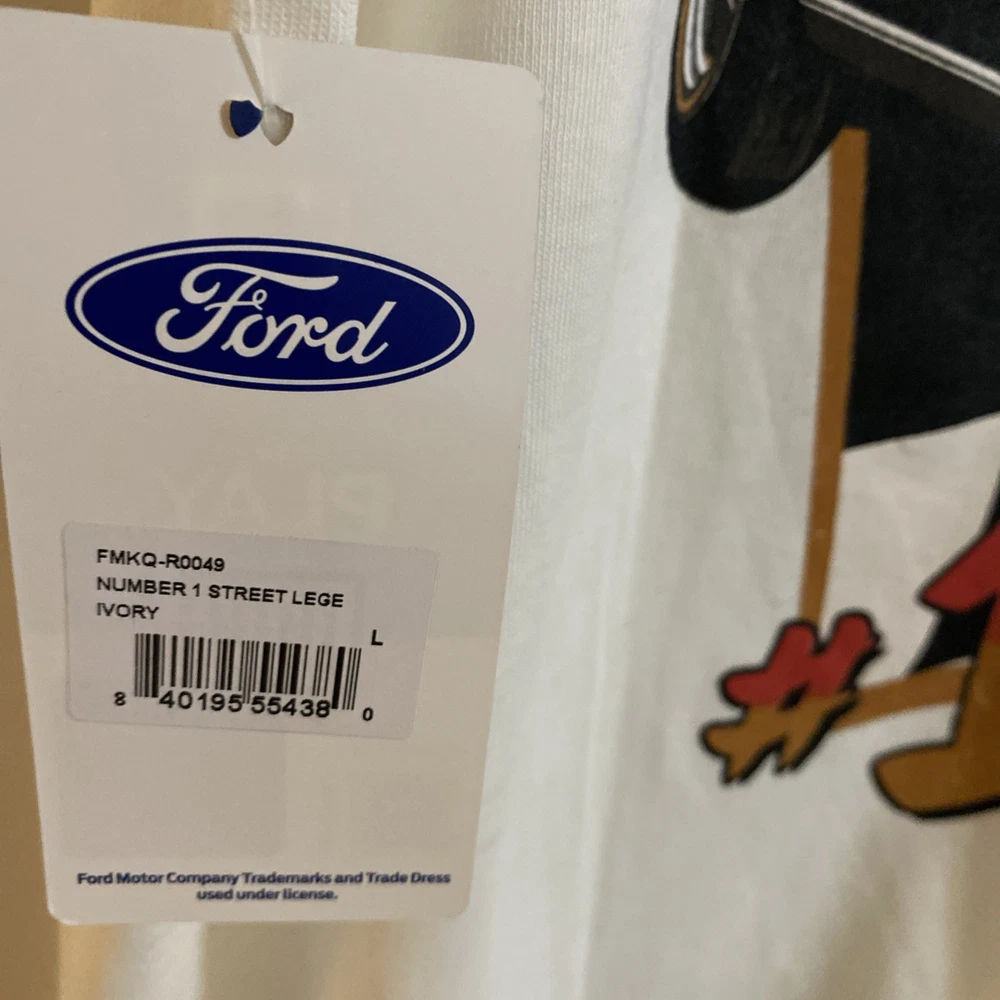 Ford
FMKQ-R0049
NUMBER 1 STREET LEGE
IVORY
L
8 40195 55438 0
Ford Motor Company Trademarks and Trade Dress
used under license.